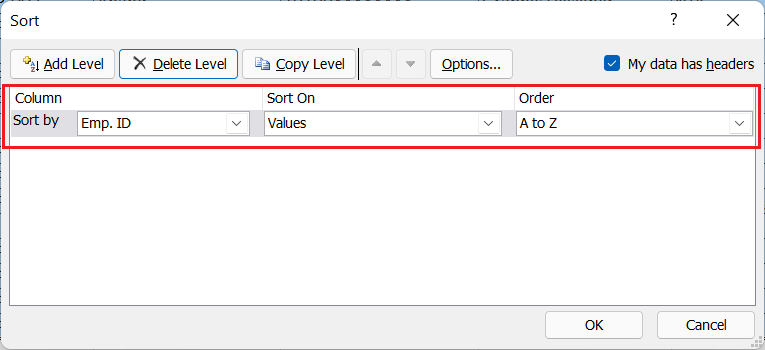 Sort ?
Add Level Delete Level Copy Level Options... My data has headers
Column Sort On Order
Sort by Emp. ID Values A to Z
OK Cancel